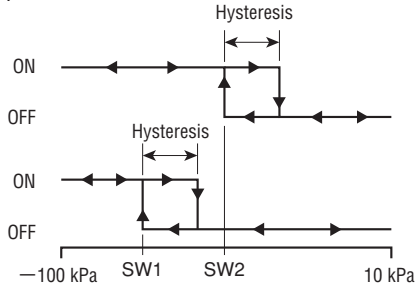 Hysteresis
ON
OFF
Hysteresis
ON
OFF
—100 kPa SW1 SW2 10 kPa